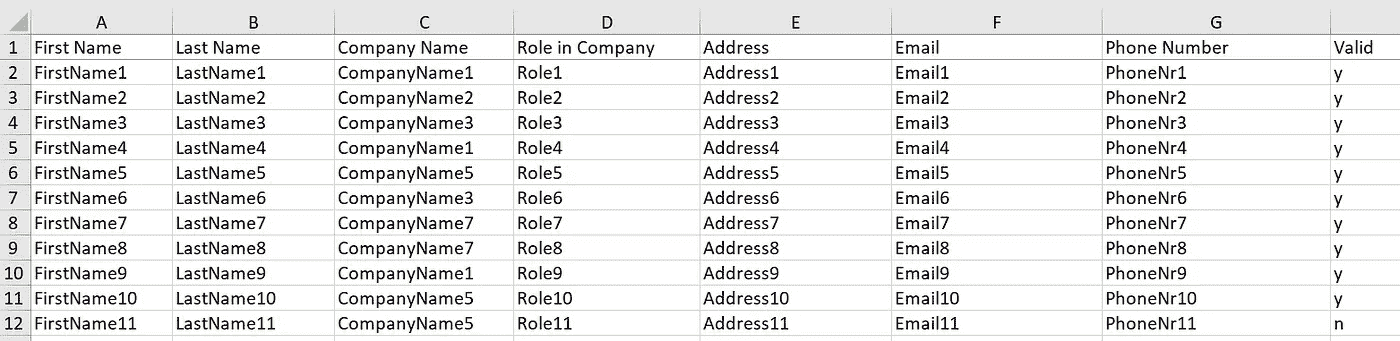 A B C D E F G
1 First Name Last Name Company Name Role in Company Address Email Phone Number Valid
2 FirstName1 LastName1 CompanyName1 Role1 Address1 Email1 PhoneNr1 y
3 FirstName2 LastName2 CompanyName2 Role2 Address2 Email2 PhoneNr2 y
4 FirstName3 LastName3 CompanyName3 Role3 Address3 Email3 PhoneNr3 y
5 FirstName4 LastName4 CompanyName1 Role4 Address4 Email4 PhoneNr4 y
6 FirstName5 LastName5 CompanyName5 Role5 Address5 Email5 PhoneNr5 y
7 FirstName6 LastName6 CompanyName3 Role6 Address6 Email6 PhoneNr6 y
8 FirstName7 LastName7 CompanyName7 Role7 Address7 Email7 PhoneNr7 y
9 FirstName8 LastName8 CompanyName7 Role8 Address8 Email8 PhoneNr8 y
10 FirstName9 LastName9 CompanyName1 Role9 Address9 Email9 PhoneNr9 y
11 FirstName10 LastName10 CompanyName5 Role10 Address10 Email10 PhoneNr10 y
12 FirstName11 LastName11 CompanyName5 Role11 Address11 Email11 PhoneNr11 n